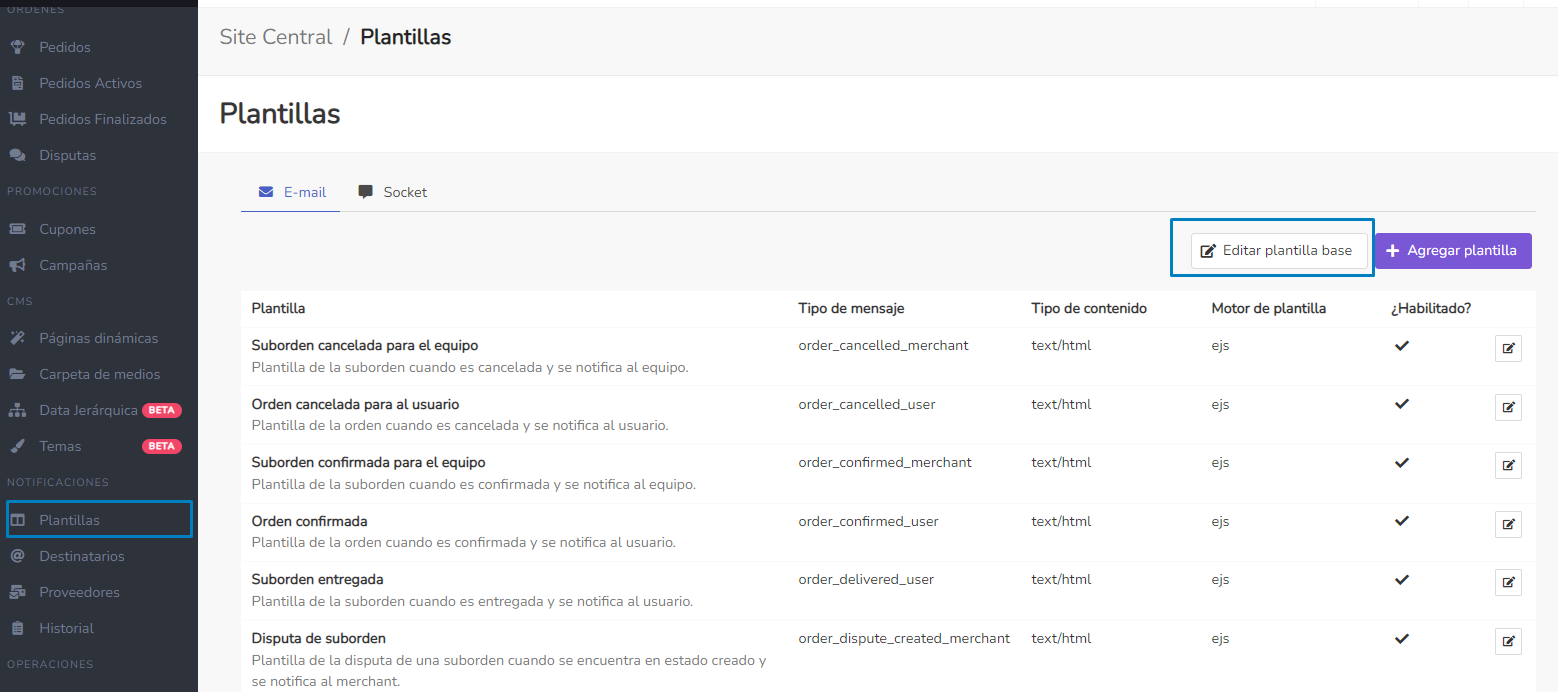 ÓRDENES
Pedidos
Pedidos Activos
Pedidos Finalizados
Disputas
PROMOCIONES
Cupones
Campañas
CMS
Páginas dinámicas
Carpeta de medios
Data Jerárquica BETA
Temas BETA
NOTIFICACIONES
Plantillas
Destinatarios
Proveedores
Historial
OPERACIONES
Site Central / Plantillas
Plantillas
E-mail Socket
Editar plantilla base Agregar plantilla
Plantilla Tipo de mensaje Tipo de contenido Motor de plantilla ¿Habilitado?
Suborden cancelada para el equipo order_cancelled_merchant text/html ejs
Plantilla de la suborden cuando es cancelada y se notifica al equipo.
Orden cancelada para al usuario order_cancelled_user text/html ejs
Plantilla de la orden cuando es cancelada y se notifica al usuario.
Suborden confirmada para el equipo order_confirmed_merchant text/html ejs
Plantilla de la suborden cuando es confirmada y se notifica al equipo.
Orden confirmada order_confirmed_user text/html ejs
Plantilla de la orden cuando es confirmada y se notifica al usuario.
Suborden entregada order_delivered_user text/html ejs
Plantilla de la suborden cuando es entregada y se notifica al usuario.
Disputa de suborden order_dispute_created_merchant text/html ejs
Plantilla de la disputa de una suborden cuando se encuentra en estado creado y
se notifica al merchant.